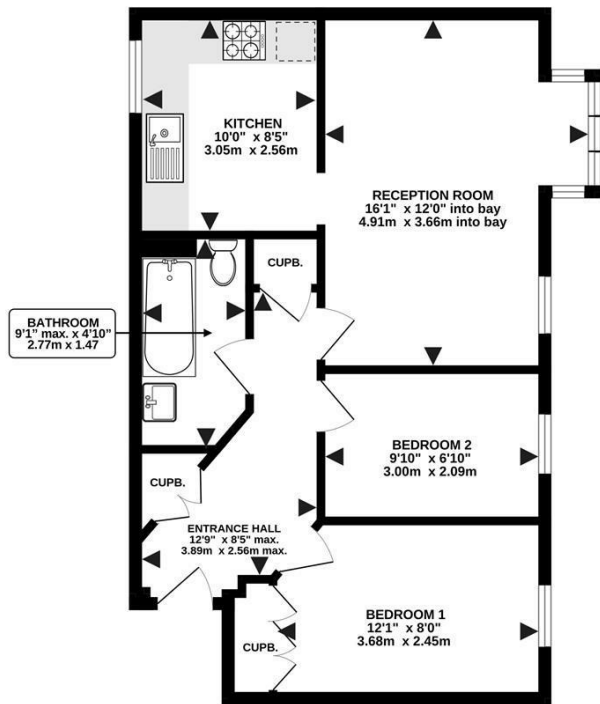 KITCHEN
10'0" x 8'5"
3.05m x 2.56m
RECEPTION ROOM
16'1" x 12'0" into bay
4.91m x 3.66m into bay
CUPB.
BATHROOM
9'1" max. x 4'10"
2.77m x 1.47
BEDROOM 2
9'10" x 6'10"
3.00m x 2.09m
CUPB.
ENTRANCE HALL
12'9" x 8'5" max.
3.89m x 2.56m max.
BEDROOM 1
12'1" x 8'0"
3.68m x 2.45m
CUPB.